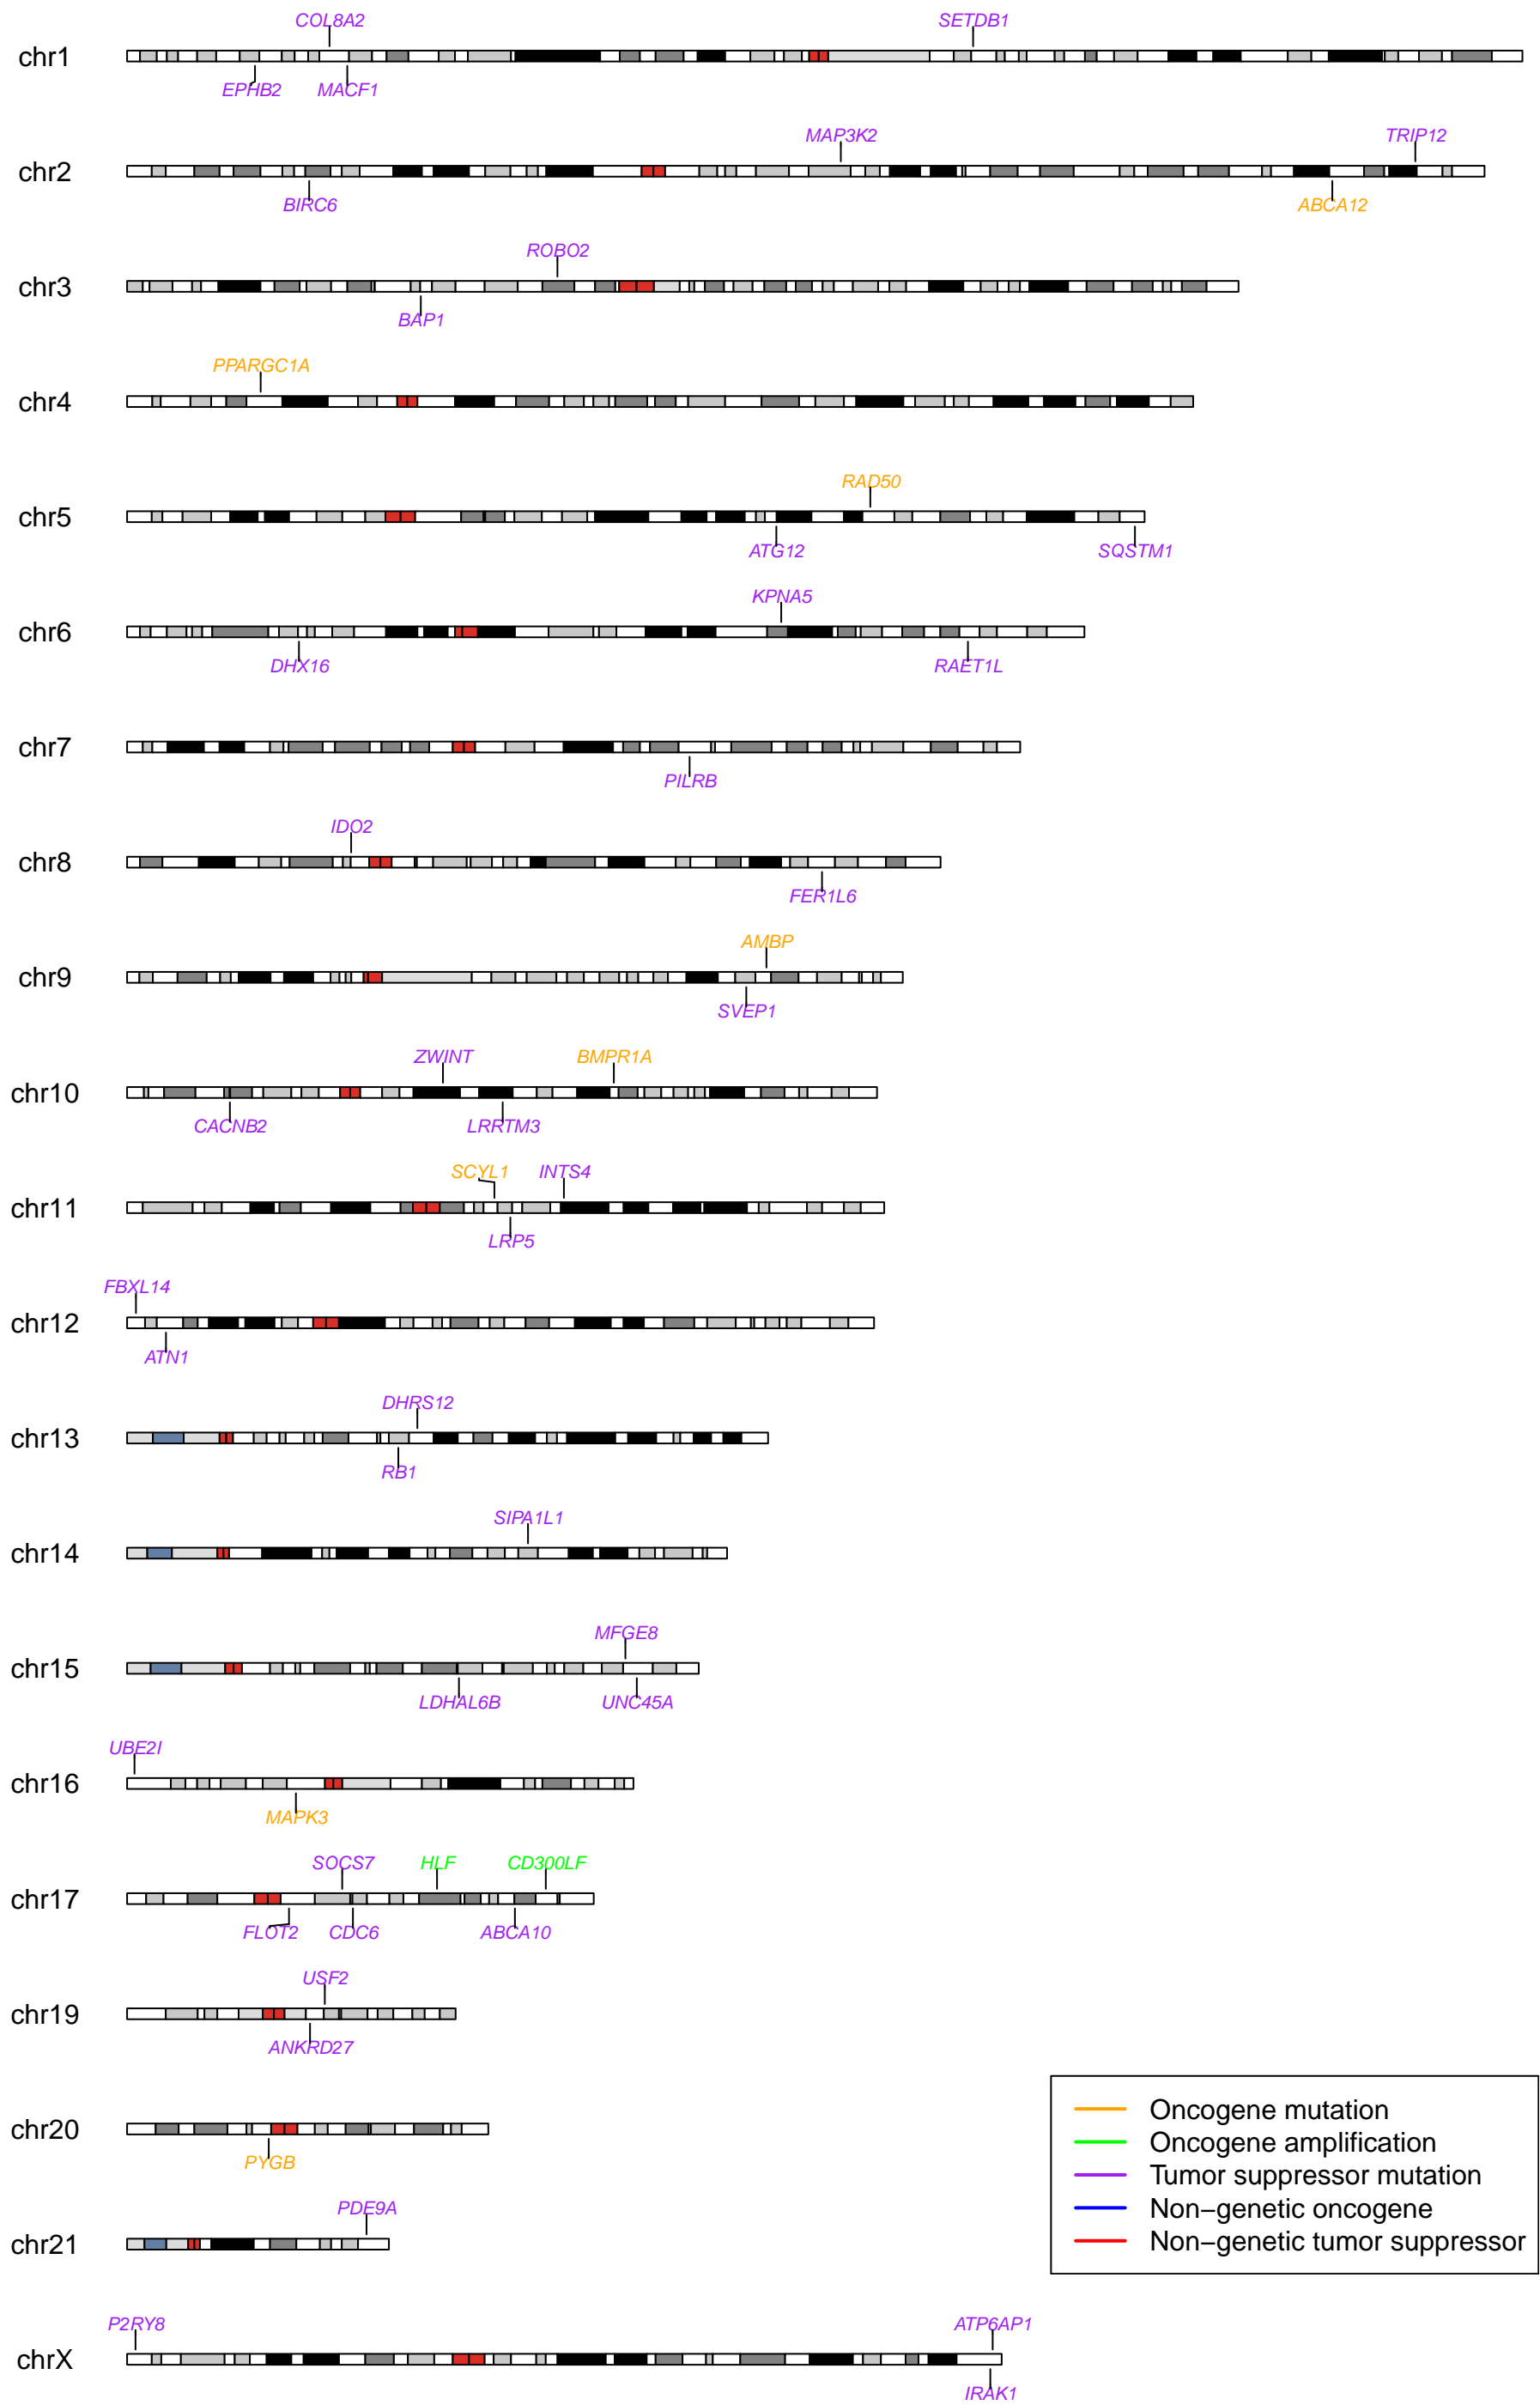 COL8A2 SETDB1
chr1
EPHB2 MACF1
MAP3K2 TRIP12
chr2
BIRC6 ABCA12
ROBO2
chr3
BAP1
PPARGC1A
chr4
RAD50
chr5
ATG12 SQSTM1
KPNA5
chr6
DHX16 RAET1L
chr7
PILRB
IDO2
chr8
FER1L6
AMBP
chr9
SVEP1
ZWINT BMPR1A
chr10
CACNB2 LRRTM3
SCYL1 INTS4
chr11
LRP5
FBXL14
chr12
ATN1
DHRS12
chr13
RB1
SIPA1L1
chr14
MFGE8
chr15
LDHAL6B UNC45A
UBE2I
chr16
MAPK3
SOCS7 HLF CD300LF
chr17
FLOT2 CDC6 ABCA10
USF2
chr19
ANKRD27
chr20
PYGB
PDE9A
chr21
Oncogene mutation
Oncogene amplification
Tumor suppressor mutation
Non−genetic oncogene
Non−genetic tumor suppressor
P2RY8 ATP6AP1
chrX
IRAK1